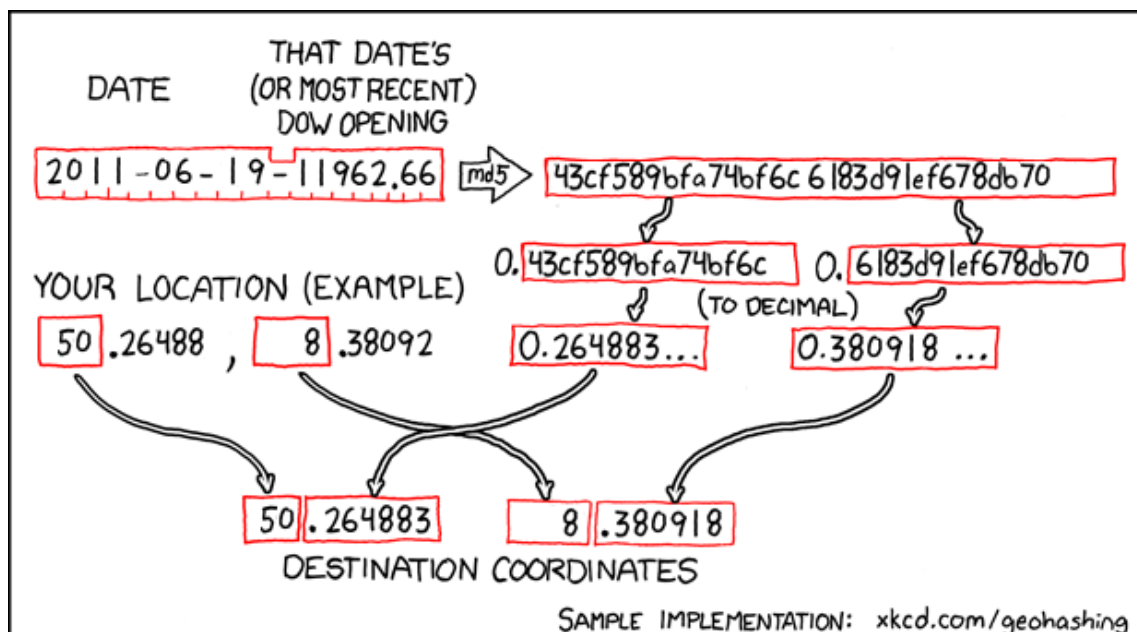 THAT DATE'S
DATE (OR MOST RECENT)
DOW OPENING
2011-06-19-11962.66 md5 43cf589bfa74bf6c6183d91ef678db70
0.43cf589bfa74bf6c 0.6183d91ef678db70
YOUR LOCATION (EXAMPLE) (TO DECIMAL)
50.26488, 8.38092 0.264883... 0.380918...
50.264883 8.380918
DESTINATION COORDINATES
SAMPLE IMPLEMENTATION: xkcd.com/geohashing